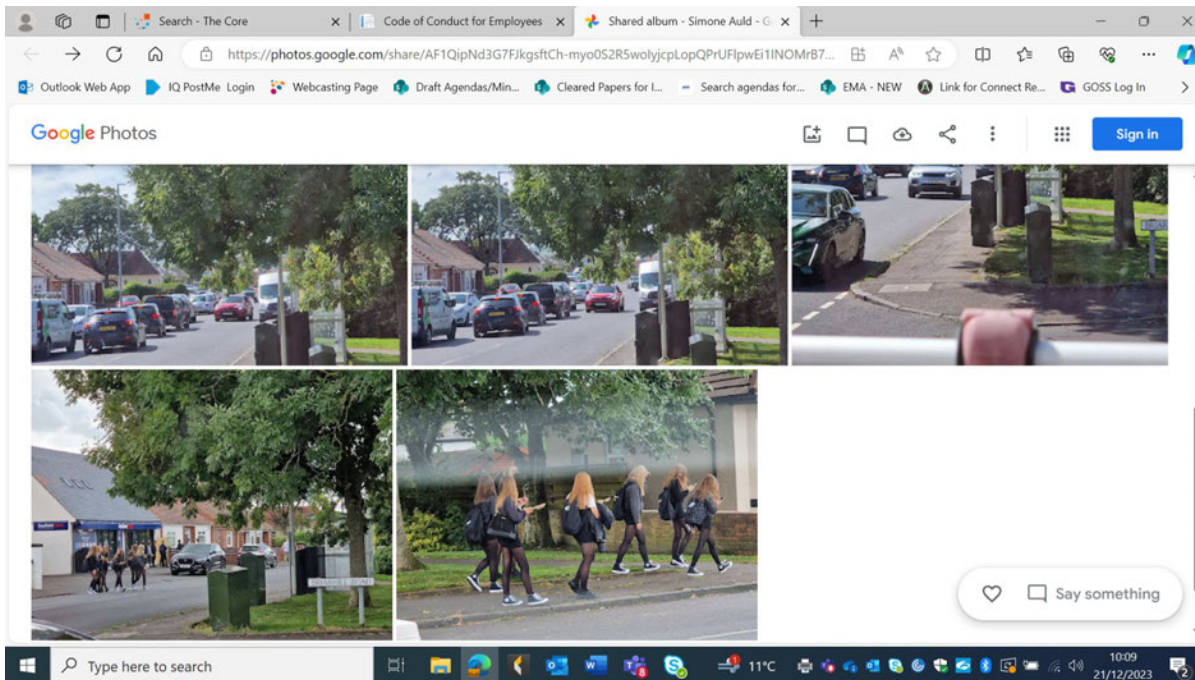 Search - The Core
Code of Conduct for Employees
Shared album - Simone Auld - G
https://photos.google.com/share/
Outlook Web App
IQ PostMe Login
Webcasting Page
Draft Agendas/Min...
Cleared Papers for I...
Search agendas for...
EMA - NEW
Link for Connect Re...
GOSS Log In
Google Photos
Sign in
Say something
Type here to search
11°C
10:09
21/12/2023